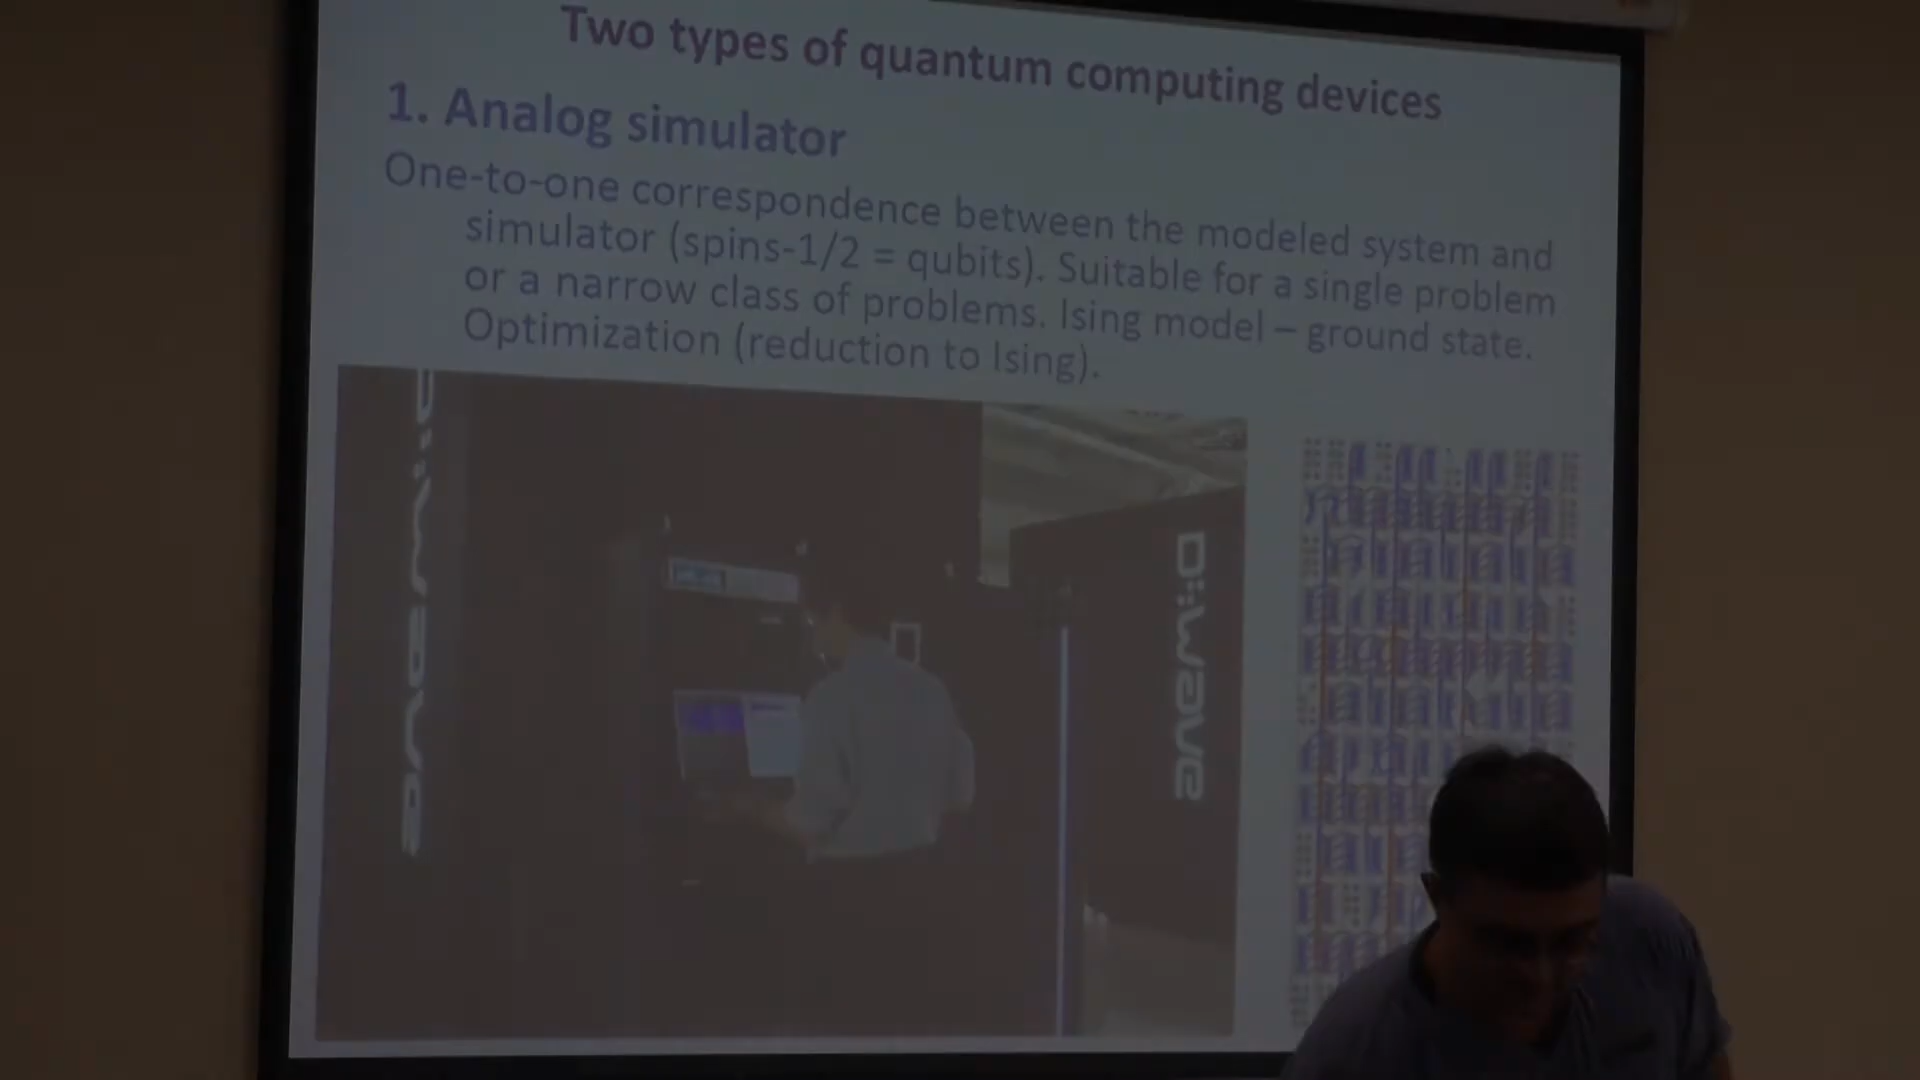 Two types of quantum computing devices
1. Analog simulator
One-to-one correspondence between the modeled system and
simulator (spins-1/2 = qubits). Suitable for a single problem
or a narrow class of problems. Ising model – ground state.
Optimization (reduction to Ising).
D:wave
D:wave